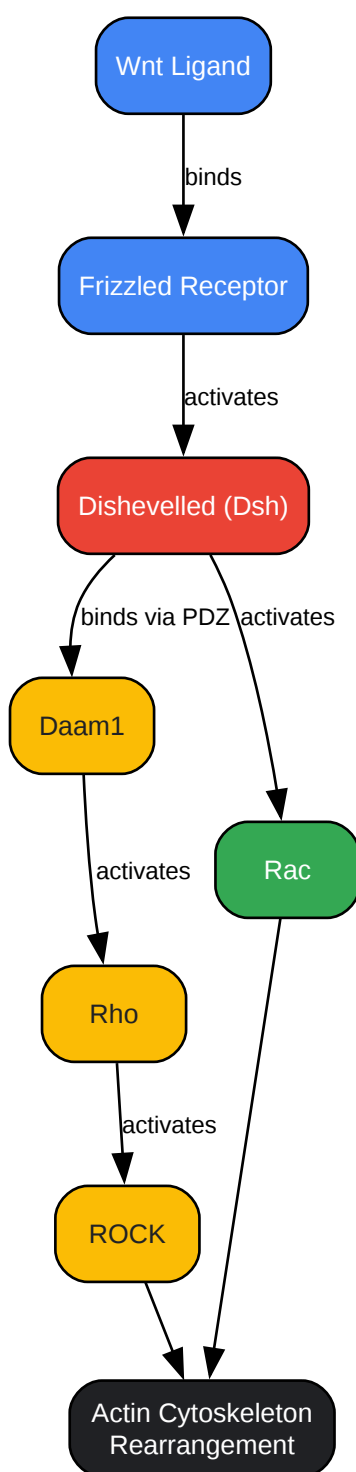 Wnt Ligand
binds
Frizzled Receptor
activates
Dishevelled (Dsh)
binds via PDZ
activates
Daam1
activates
Rac
Rho
activates
ROCK
Actin Cytoskeleton
Rearrangement